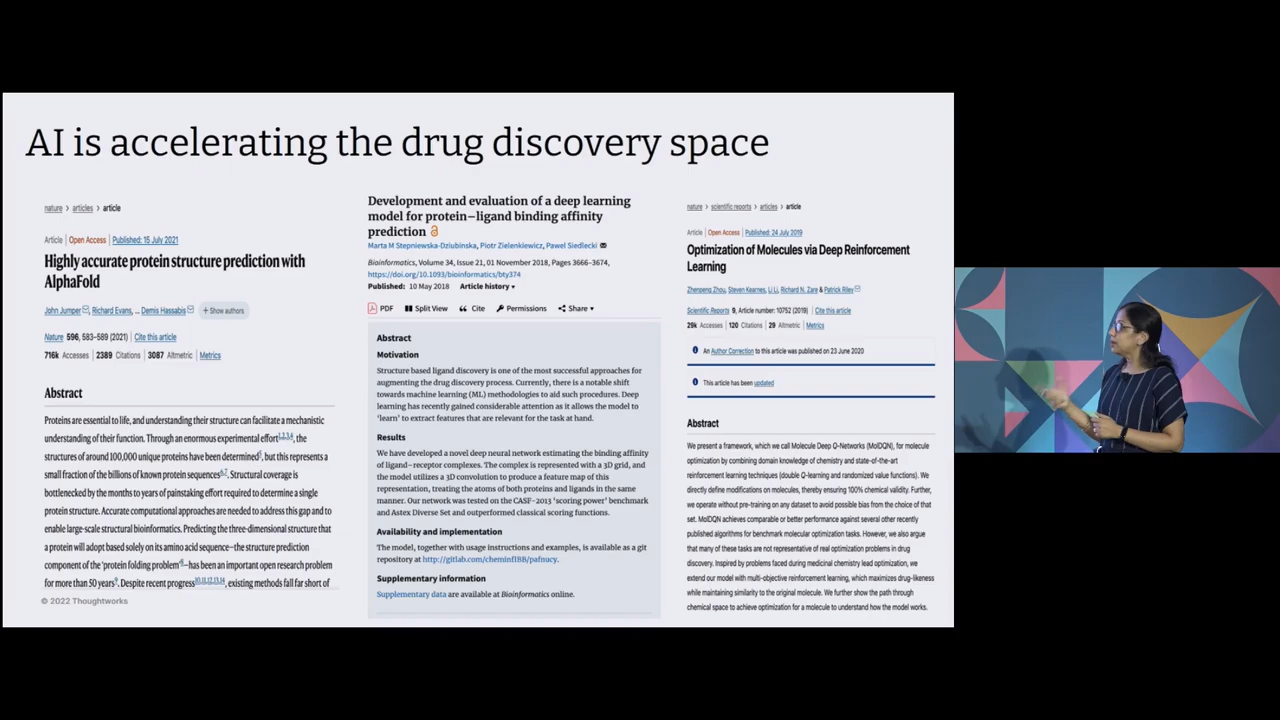 AI is accelerating the drug discovery space
nature > articles > article
Article | Open Access | Published: 15 July 2021
Highly accurate protein structure prediction with
AlphaFold
John Jumper, Richard Evans, ... Demis Hassabis + Show authors
Nature 596, 583–589 (2021) | Cite this article
716k Accesses | 2389 Citations | 3087 Altmetric | Metrics
Abstract
Proteins are essential to life, and understanding their structure can facilitate a mechanistic
understanding of their function. Through an enormous experimental effort1,2,3,4, the
structures of around 100,000 unique proteins have been determined5, but this represents a
small fraction of the billions of known protein sequences6,7. Structural coverage is
bottlenecked by the months to years of painstaking effort required to determine a single
protein structure. Accurate computational approaches are needed to address this gap and to
enable large-scale structural bioinformatics. Predicting the three-dimensional structure that
a protein will adopt based solely on its amino acid sequence—the structure prediction
component of the 'protein folding problem'8—has been an important open research problem
for more than 50 years9. Despite recent progress10,11,12,13,14, existing methods fall far short of
© 2022 Thoughtworks
Development and evaluation of a deep learning
model for protein–ligand binding affinity
prediction
Marta M Stepniewska-Dziubinska, Piotr Zielenkiewicz, Pawel Siedlecki
Bioinformatics, Volume 34, Issue 21, 01 November 2018, Pages 3666–3674,
https://doi.org/10.1093/bioinformatics/bty374
Published: 10 May 2018 Article history ▾
PDF Split View Cite Permissions Share ▾
Abstract
Motivation
Structure based ligand discovery is one of the most successful approaches for
augmenting the drug discovery process. Currently, there is a notable shift
towards machine learning (ML) methodologies to aid such procedures. Deep
learning has recently gained considerable attention as it allows the model to
'learn' to extract features that are relevant for the task at hand.
Results
We have developed a novel deep neural network estimating the binding affinity
of ligand–receptor complexes. The complex is represented with a 3D grid, and
the model utilizes a 3D convolution to produce a feature map of this
representation, treating the atoms of both proteins and ligands in the same
manner. Our network was tested on the CASF-2013 'scoring power' benchmark
and Astex Diverse Set and outperformed classical scoring functions.
Availability and implementation
The model, together with usage instructions and examples, is available as a git
repository at http://gitlab.com/cheminfIBB/pafnucy.
Supplementary information
Supplementary data are available at Bioinformatics online.
nature > scientific reports > articles > article
Article | Open Access | Published: 24 July 2019
Optimization of Molecules via Deep Reinforcement
Learning
Zhenpeng Zhou, Steven Kearnes, Li Li, Richard N. Zare & Patrick Riley
Scientific Reports 9, Article number: 10752 (2019) | Cite this article
29k Accesses | 120 Citations | 29 Altmetric | Metrics
An Author Correction to this article was published on 23 June 2020
This article has been updated
Abstract
We present a framework, which we call Molecule Deep Q-Networks (MolDQN), for molecule
optimization by combining domain knowledge of chemistry and state-of-the-art
reinforcement learning techniques (double Q-learning and randomized value functions). We
directly define modifications on molecules, thereby ensuring 100% chemical validity. Further,
we operate without pre-training on any dataset to avoid possible bias from the choice of that
set. MolDQN achieves comparable or better performance against several other recently
published algorithms for benchmark molecular optimization tasks. However, we also argue
that many of these tasks are not representative of real optimization problems in drug
discovery. Inspired by problems faced during medicinal chemistry lead optimization, we
extend our model with multi-objective reinforcement learning, which maximizes drug-likeness
while maintaining similarity to the original molecule. We further show the path through
chemical space to achieve optimization for a molecule to understand how the model works.